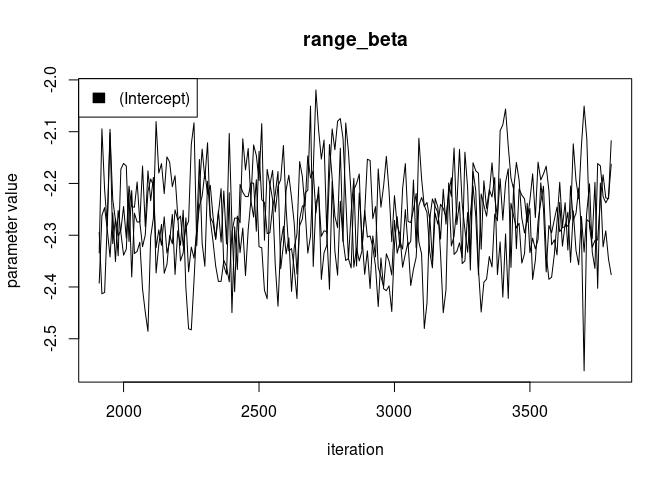 range_beta
(Intercept)
parameter value
-2.0
-2.1
-2.2
-2.3
-2.4
-2.5
2000 2500 3000 3500
iteration